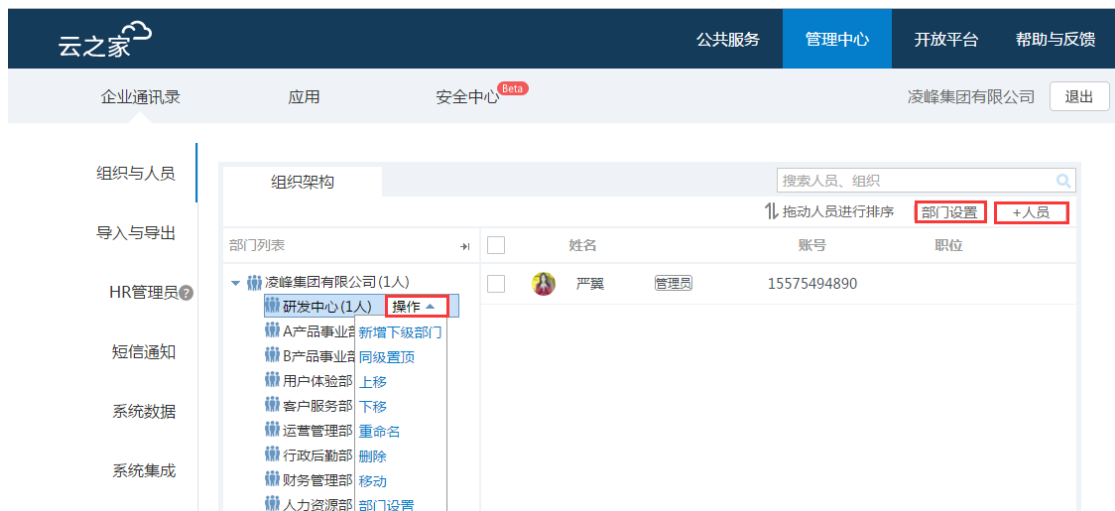 云之家 公共服务 管理中心 开放平台 帮助与反馈
企业通讯录 应用 安全中心 Beta 凌峰集团有限公司 退出
组织与人员
导入与导出
HR管理员?
短信通知
系统数据
系统集成
组织架构 搜索人员、组织
拖动人员进行排序 部门设置 +人员
部门列表 姓名 账号 职位
凌峰集团有限公司(1人) 严翼 管理员 15575494890
研发中心(1人) 操作
A产品事业部 新增下级部门
B产品事业部 同级置顶
用户体验部 上移
客户服务部 下移
运营管理部 重命名
行政后勤部 删除
财务管理部 移动
人力资源部 部门设置